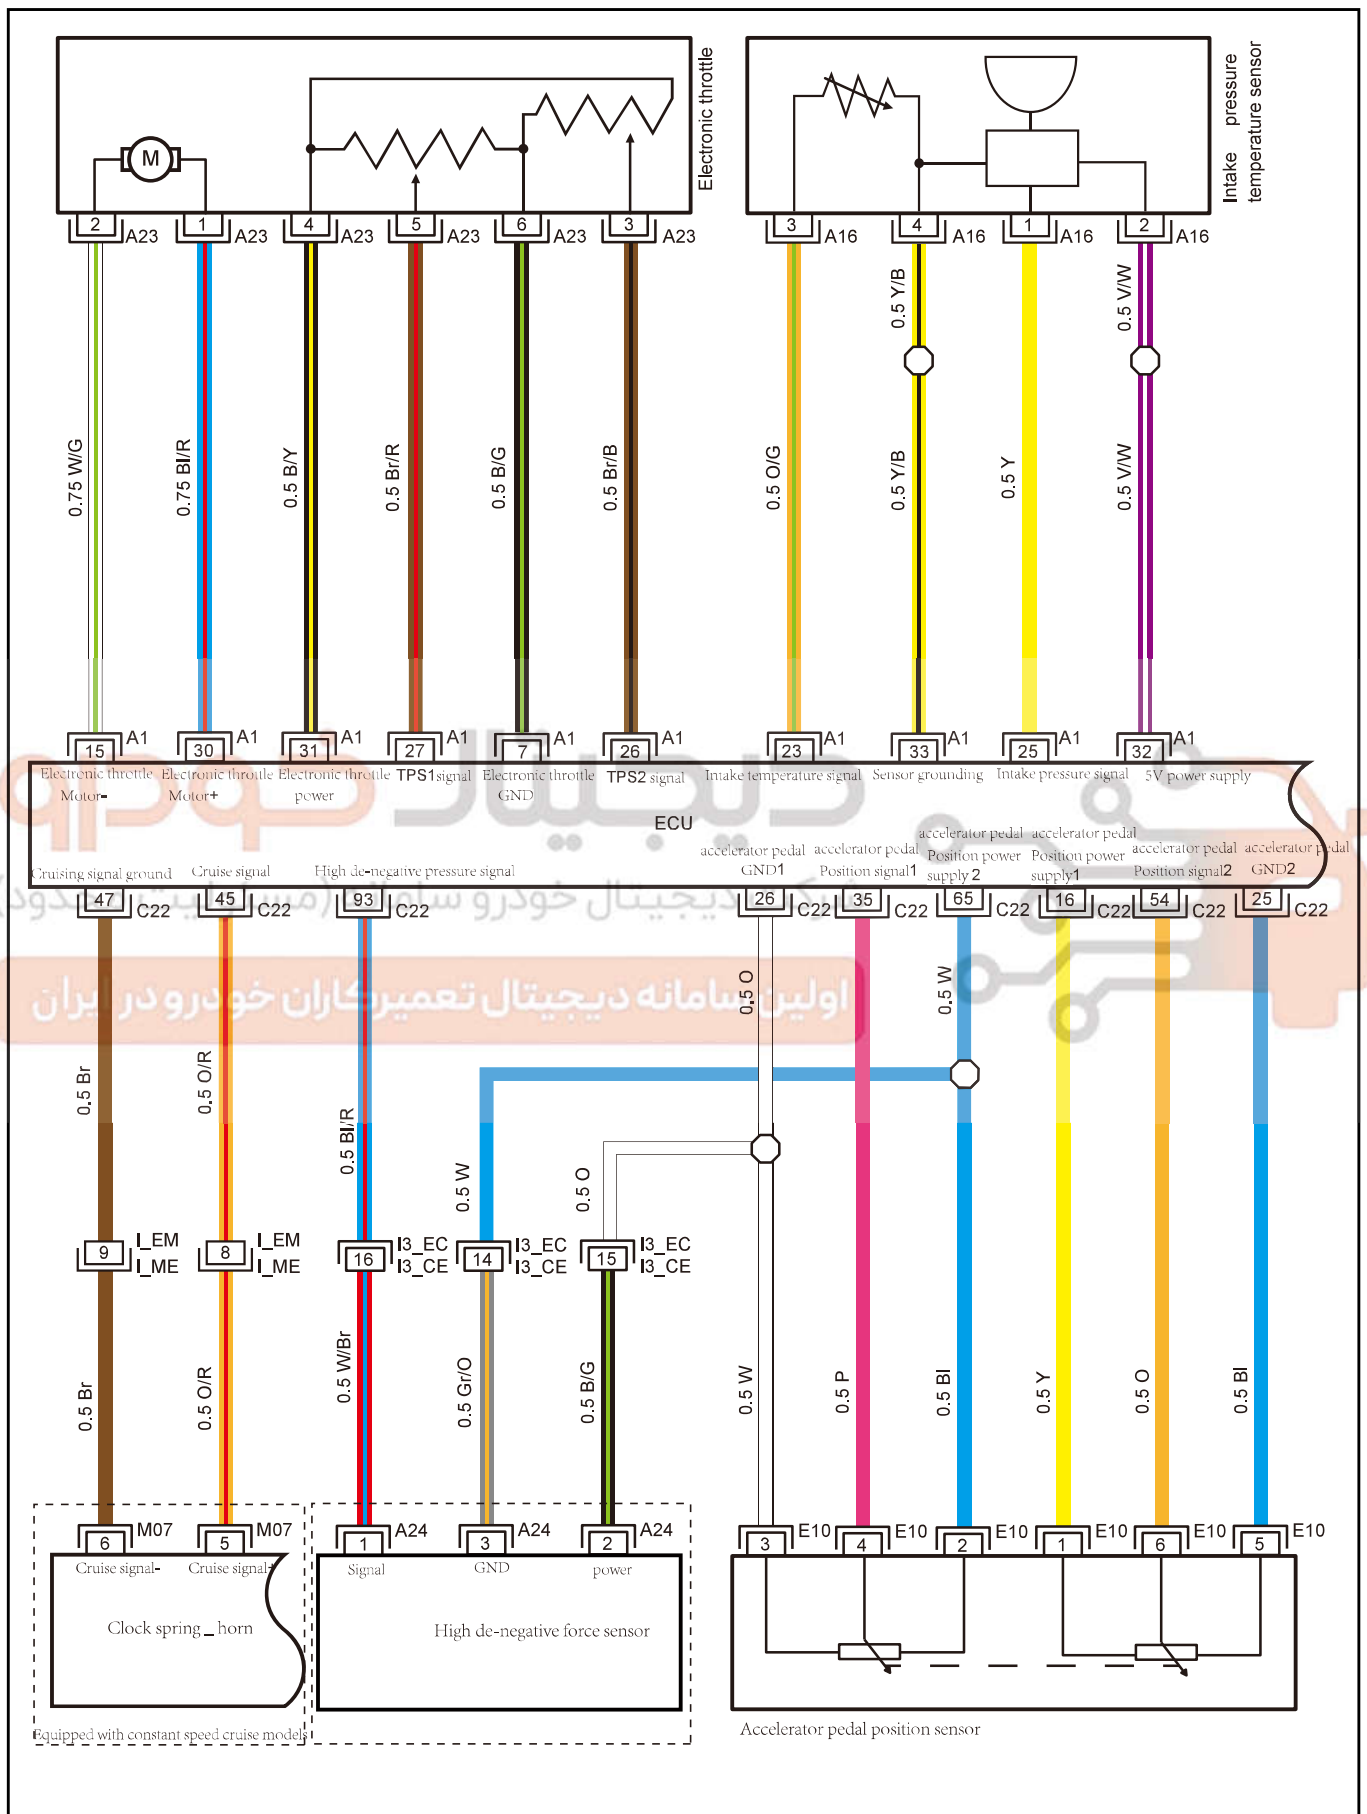 Electronic throttle
Intake pressure
temperature sensor
M
2 A23
1 A23
4 A23
5 A23
6 A23
3 A23
3 A16
4 A16
1 A16
2 A16
0.5 Y/B
0.5 V/W
0.75 W/G
0.75 Bl/R
0.5 B/Y
0.5 Br/R
0.5 B/G
0.5 Br/B
0.5 O/G
0.5 Y/B
0.5 Y
0.5 V/W
15 A1
30 A1
31 A1
27 A1
7 A1
26 A1
23 A1
33 A1
25 A1
32 A1
Electronic throttle
Motor-
Electronic throttle
Motor+
Electronic throttle
power
TPS1 signal
Electronic throttle
GND
TPS2 signal
Intake temperature signal
Sensor grounding
Intake pressure signal
5V power supply
دیجیتال خودرو
ECU
Cruising signal ground
Cruise signal
High de-negative pressure signal
accelerator pedal
GND1
accelerator pedal
Position signal1
accelerator pedal
Position power
supply 2
accelerator pedal
Position power
supply1
accelerator pedal
Position signal2
accelerator pedal
GND2
شرکت دیجیتال خودرو سامانه (مسئولیت محدود)
47 C22
45 C22
93 C22
26 C22
35 C22
65 C22
16 C22
54 C22
25 C22
اولین سامانه دیجیتال تعمیرکاران خودرو در ایران
0.5 O
0.5 W
0.5 Br
0.5 O/R
0.5 Bl/R
0.5 W
0.5 O
9 I_EM
I_ME
8 I_EM
I_ME
16 I3_EC
I3_CE
14 I3_EC
I3_CE
15 I3_EC
I3_CE
0.5 Br
0.5 O/R
0.5 W/Br
0.5 Gr/O
0.5 B/G
0.5 W
0.5 P
0.5 Bl
0.5 Y
0.5 O
0.5 Bl
6 M07
5 M07
1 A24
3 A24
2 A24
3 E10
4 E10
2 E10
1 E10
6 E10
5 E10
Cruise signal-
Cruise signal+
Signal
GND
power
Clock spring_horn
High de-negative force sensor
Equipped with constant speed cruise models
Accelerator pedal position sensor